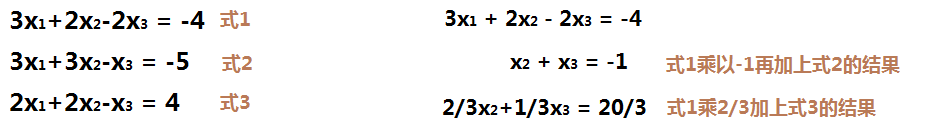 3x1+2x2-2x3 = -4 式1
3x1+3x2-x3 = -5 式2
2x1+2x2-x3 = 4 式3
3x1 + 2x2 - 2x3 = -4
x2 + x3 = -1 式1乘以-1再加上式2的结果
2/3x2+1/3x3 = 20/3 式1乘2/3加上式3的结果